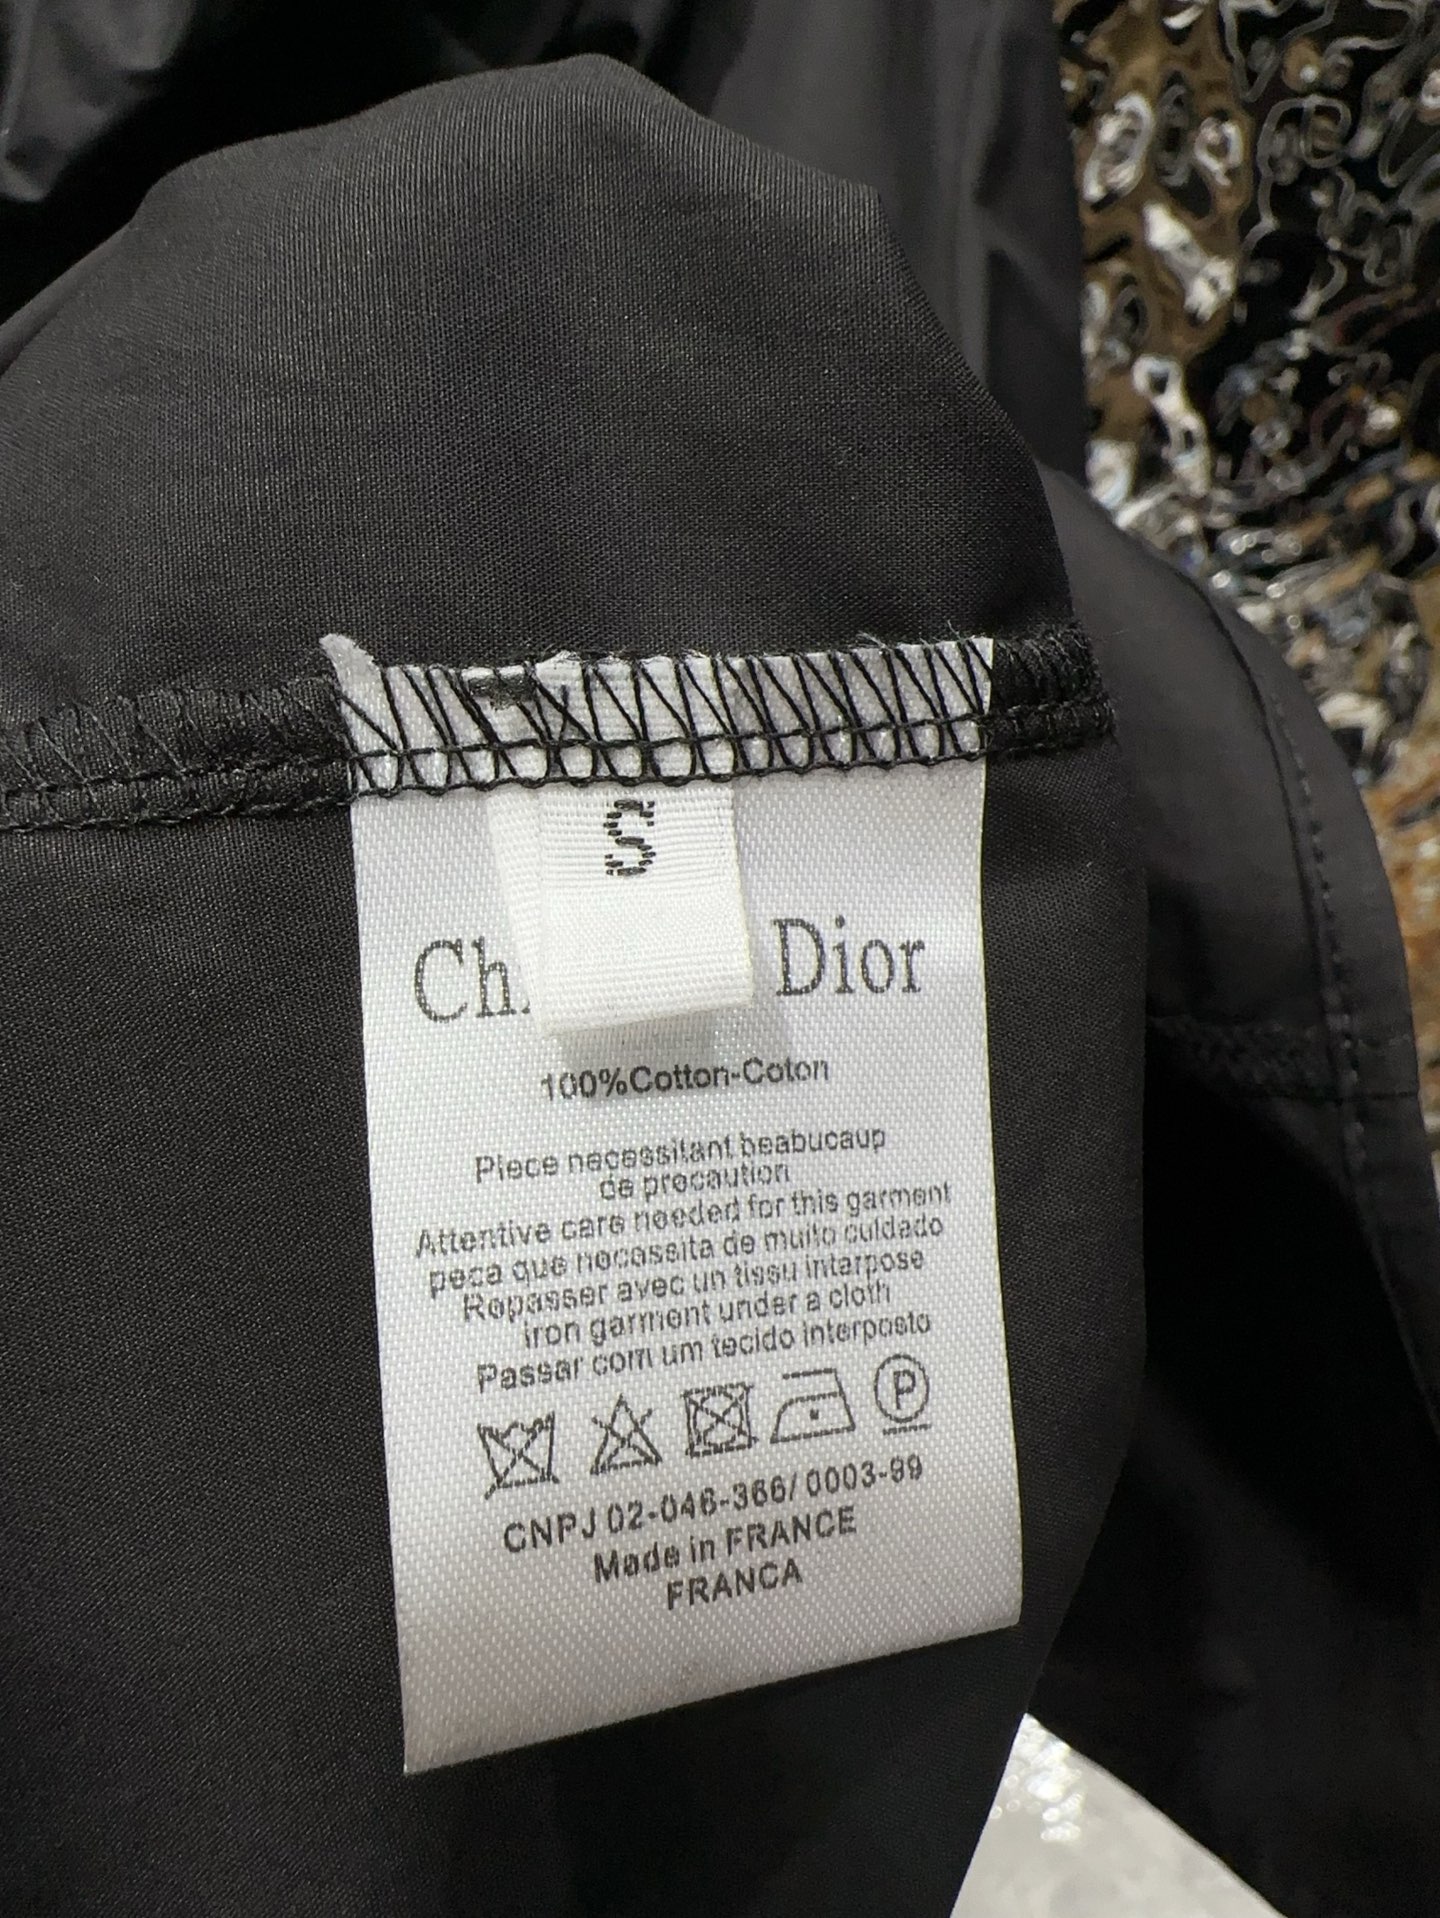 S
Ch Dior
100%Cotton-Coton
Piece necessitant beabucaup
de precaution
Attentive care needed for this garment
peca que necessita de muito cuidado
Repasser avec un tissu interpose
iron garment under a cloth
Passar com um tecido interposto
P
CNPJ 02-046-366/0003-99
Made in FRANCE
FRANCA